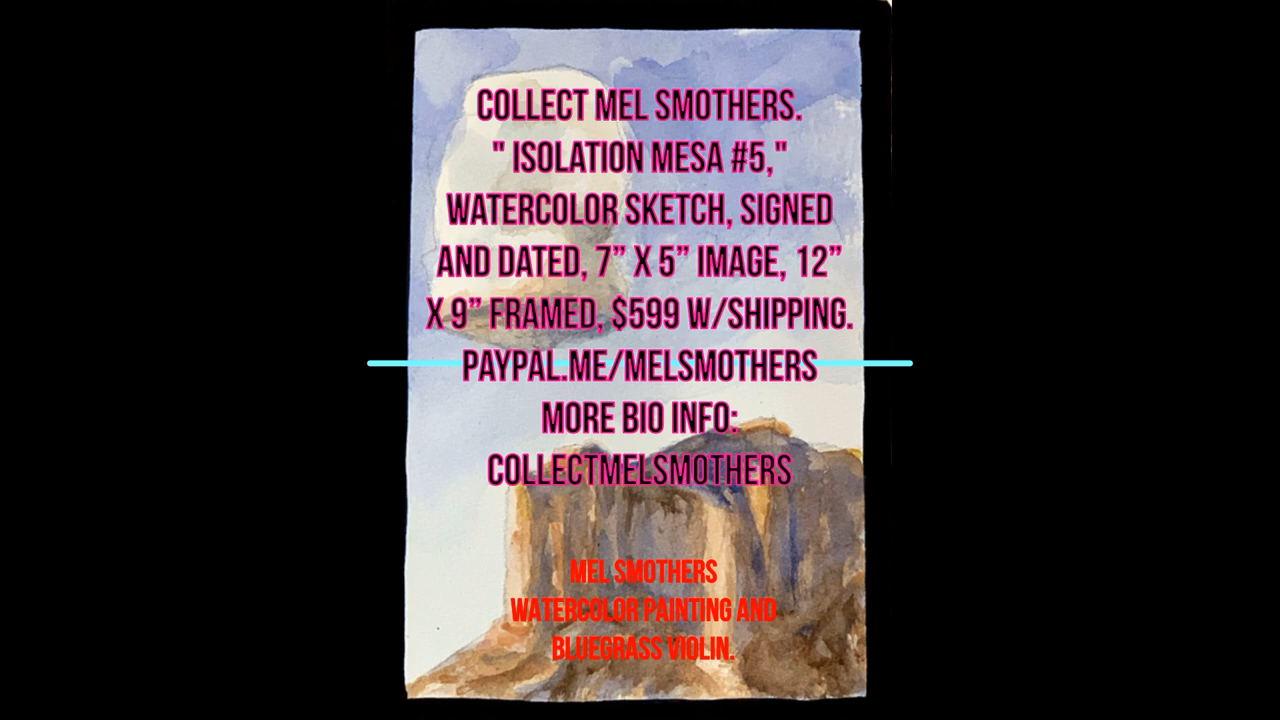 COLLECT MEL SMOTHERS.
" ISOLATION MESA #5,"
WATERCOLOR SKETCH, SIGNED
AND DATED, 7” X 5” IMAGE, 12”
X 9” FRAMED, $599 W/SHIPPING.
PAYPAL.ME/MELSMOTHERS
MORE BIO INFO:
COLLECTMELSMOTHERS
MEL SMOTHERS
WATERCOLOR PAINTING AND
BLUEGRASS VIOLIN.